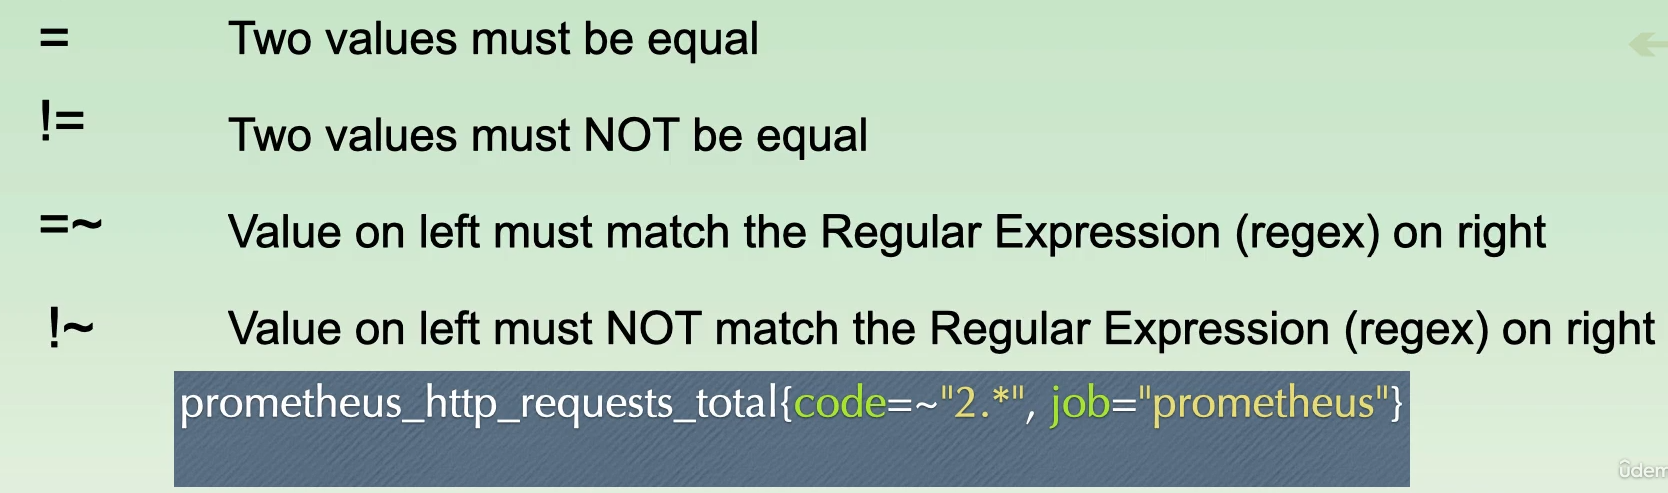 = Two values must be equal
!= Two values must NOT be equal
=~ Value on left must match the Regular Expression (regex) on right
!~ Value on left must NOT match the Regular Expression (regex) on right
prometheus_http_requests_total{code=~"2.*", job="prometheus"}
ûdem